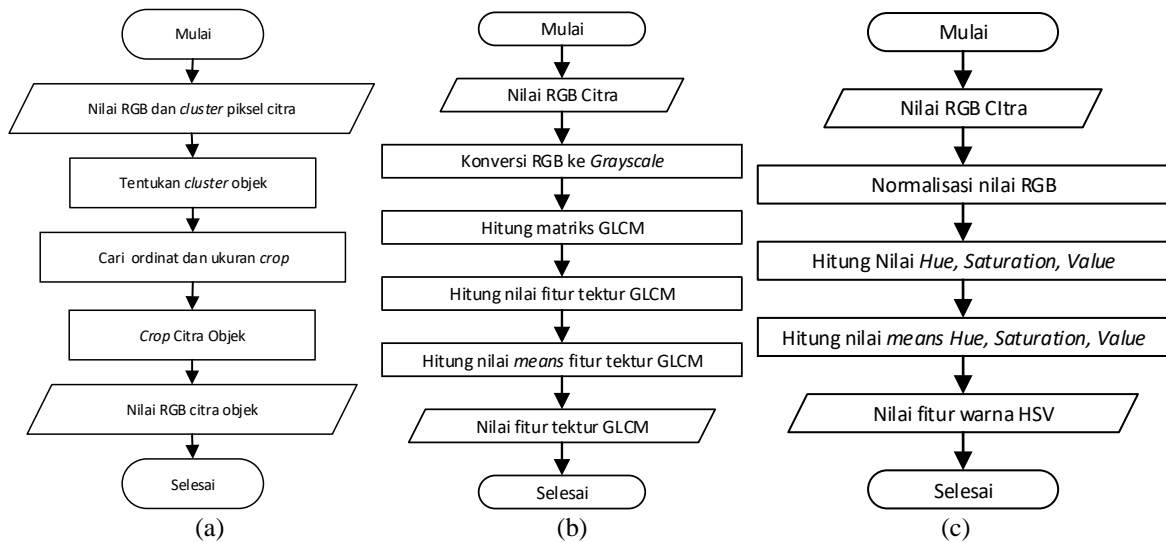 Mulai
Nilai RGB dan cluster piksel citra
Tentukan cluster objek
Cari ordinat dan ukuran crop
Crop Citra Objek
Nilai RGB citra objek
Selesai
(a)
Mulai
Nilai RGB Citra
Konversi RGB ke Grayscale
Hitung matriks GLCM
Hitung nilai fitur tektur GLCM
Hitung nilai means fitur tektur GLCM
Nilai fitur tektur GLCM
Selesai
(b)
Mulai
Nilai RGB CItra
Normalisasi nilai RGB
Hitung Nilai Hue, Saturation, Value
Hitung nilai means Hue, Saturation, Value
Nilai fitur warna HSV
Selesai
(c)